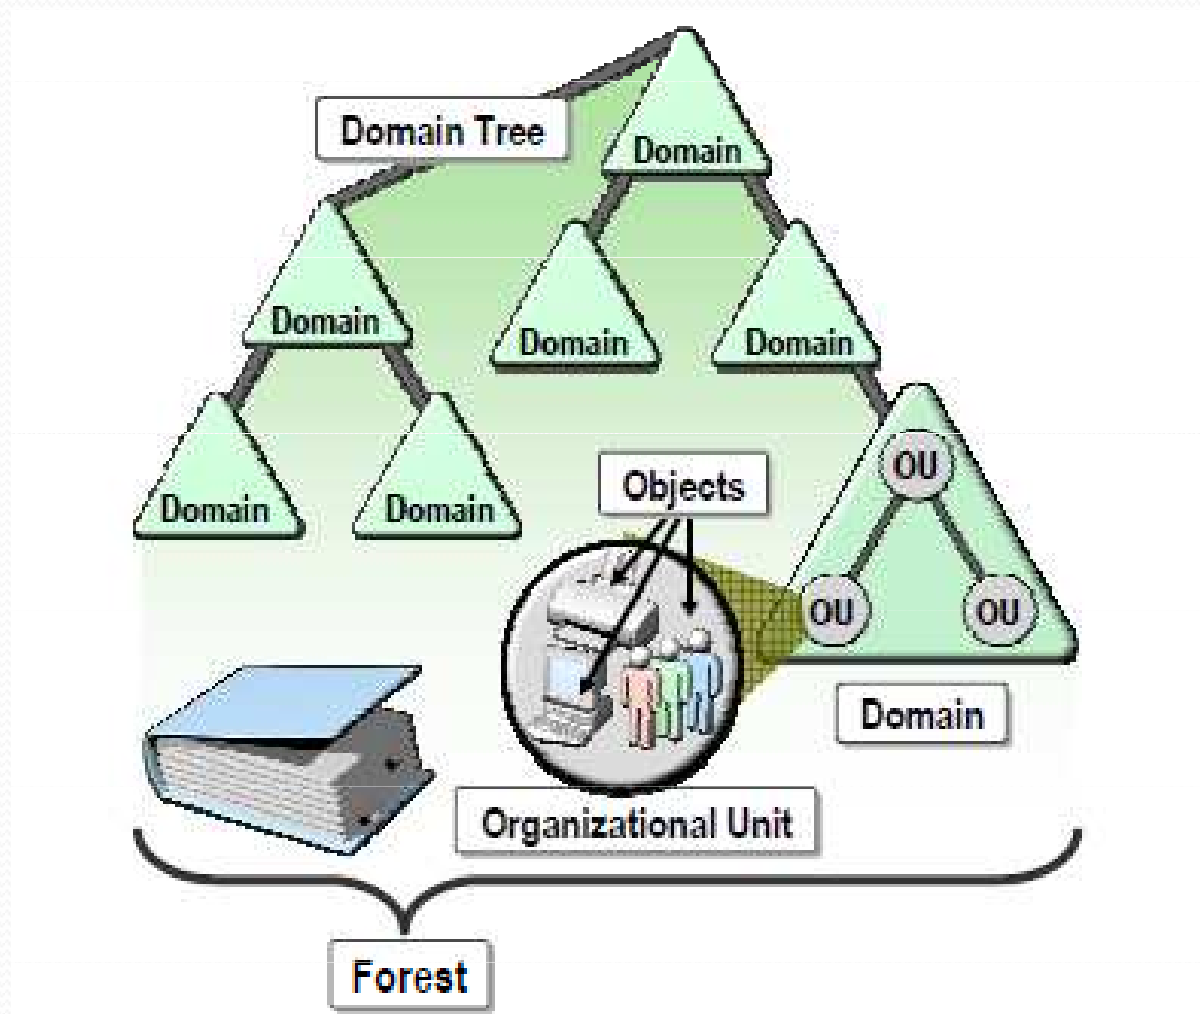 Domain Tree
Domain
Domain
Domain
Domain
Domain
Domain
Objects
OU
OU
OU
Domain
Organizational Unit
Forest